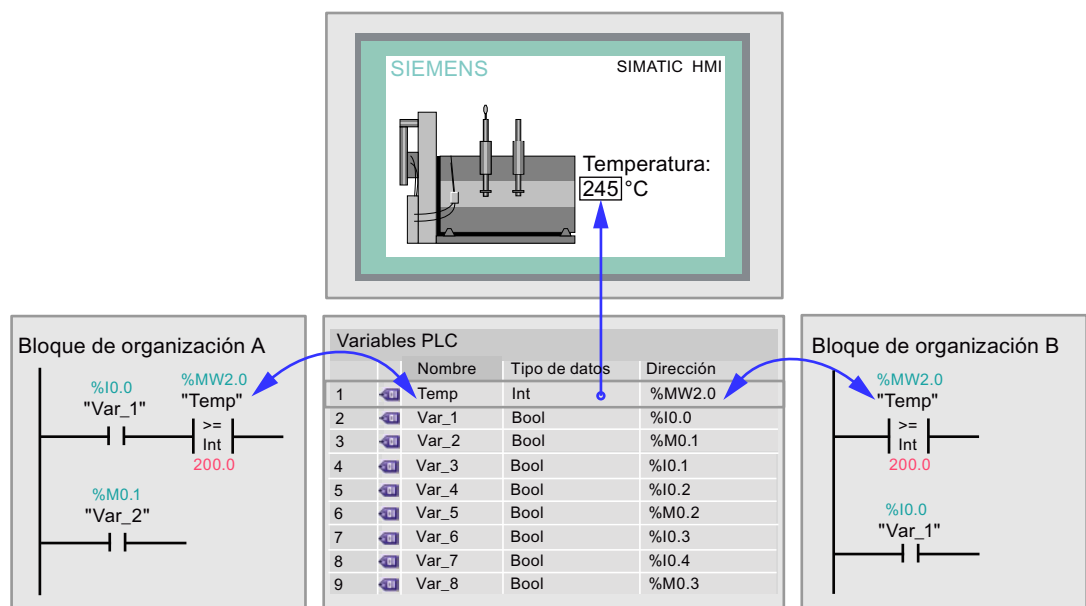 SIEMENS SIMATIC HMI
Temperatura:
245 °C
Bloque de organización A
%I0.0 %MW2.0
"Var_1" "Temp"
>=
Int
200.0
%M0.1
"Var_2"
Variables PLC
Nombre Tipo de datos Dirección
1 Temp Int %MW2.0
2 Var_1 Bool %I0.0
3 Var_2 Bool %M0.1
4 Var_3 Bool %I0.1
5 Var_4 Bool %I0.2
6 Var_5 Bool %M0.2
7 Var_6 Bool %I0.3
8 Var_7 Bool %I0.4
9 Var_8 Bool %M0.3
Bloque de organización B
%MW2.0
"Temp"
>=
Int
200.0
%I0.0
"Var_1"